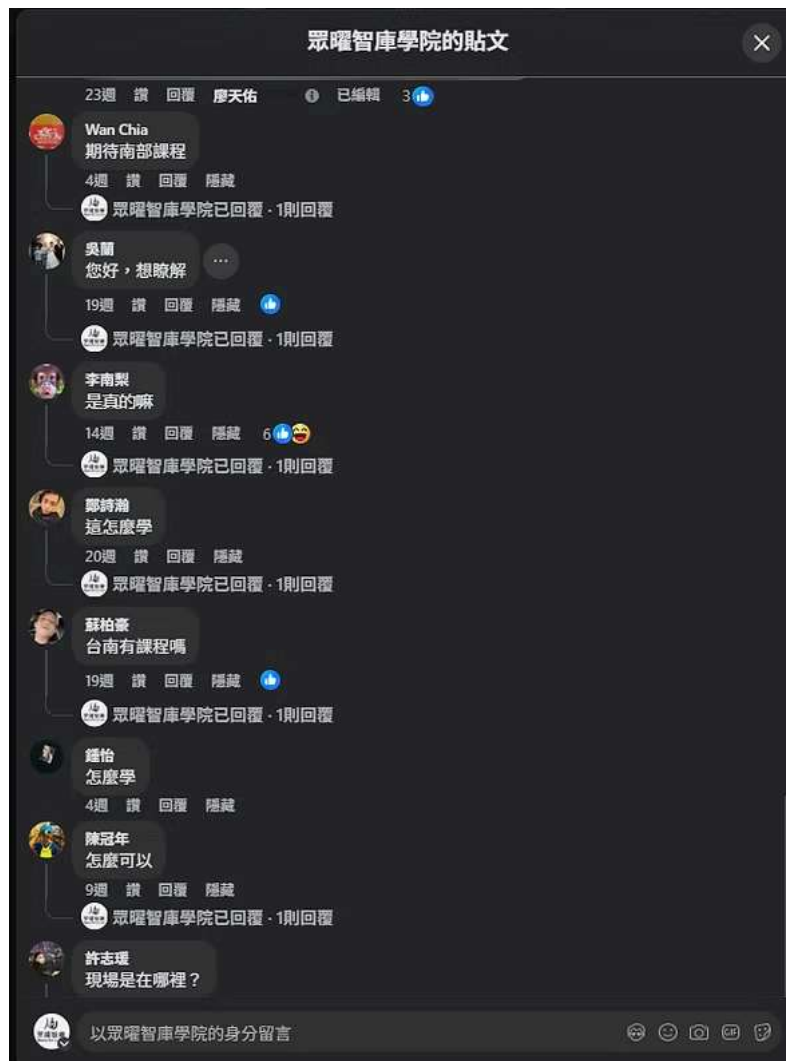 眾曜智庫學院的貼文
23週 讚 回覆 廖天佑 已編輯 3
Wan Chia
期待南部課程
4週 讚 回覆 隱藏
眾曜智庫學院已回覆 · 1則回覆
吳蘭
您好，想瞭解
19週 讚 回覆 隱藏
眾曜智庫學院已回覆 · 1則回覆
李南梨
是真的嘛
14週 讚 回覆 隱藏 6
眾曜智庫學院已回覆 · 1則回覆
鄭詩瀚
這怎麼學
20週 讚 回覆 隱藏
眾曜智庫學院已回覆 · 1則回覆
蘇柏豪
台南有課程嗎
19週 讚 回覆 隱藏
眾曜智庫學院已回覆 · 1則回覆
鍾怡
怎麼學
4週 讚 回覆 隱藏
陳冠年
怎麼可以
9週 讚 回覆 隱藏
眾曜智庫學院已回覆 · 1則回覆
許志瑗
現場是在哪裡？
以眾曜智庫學院的身分留言
GIF